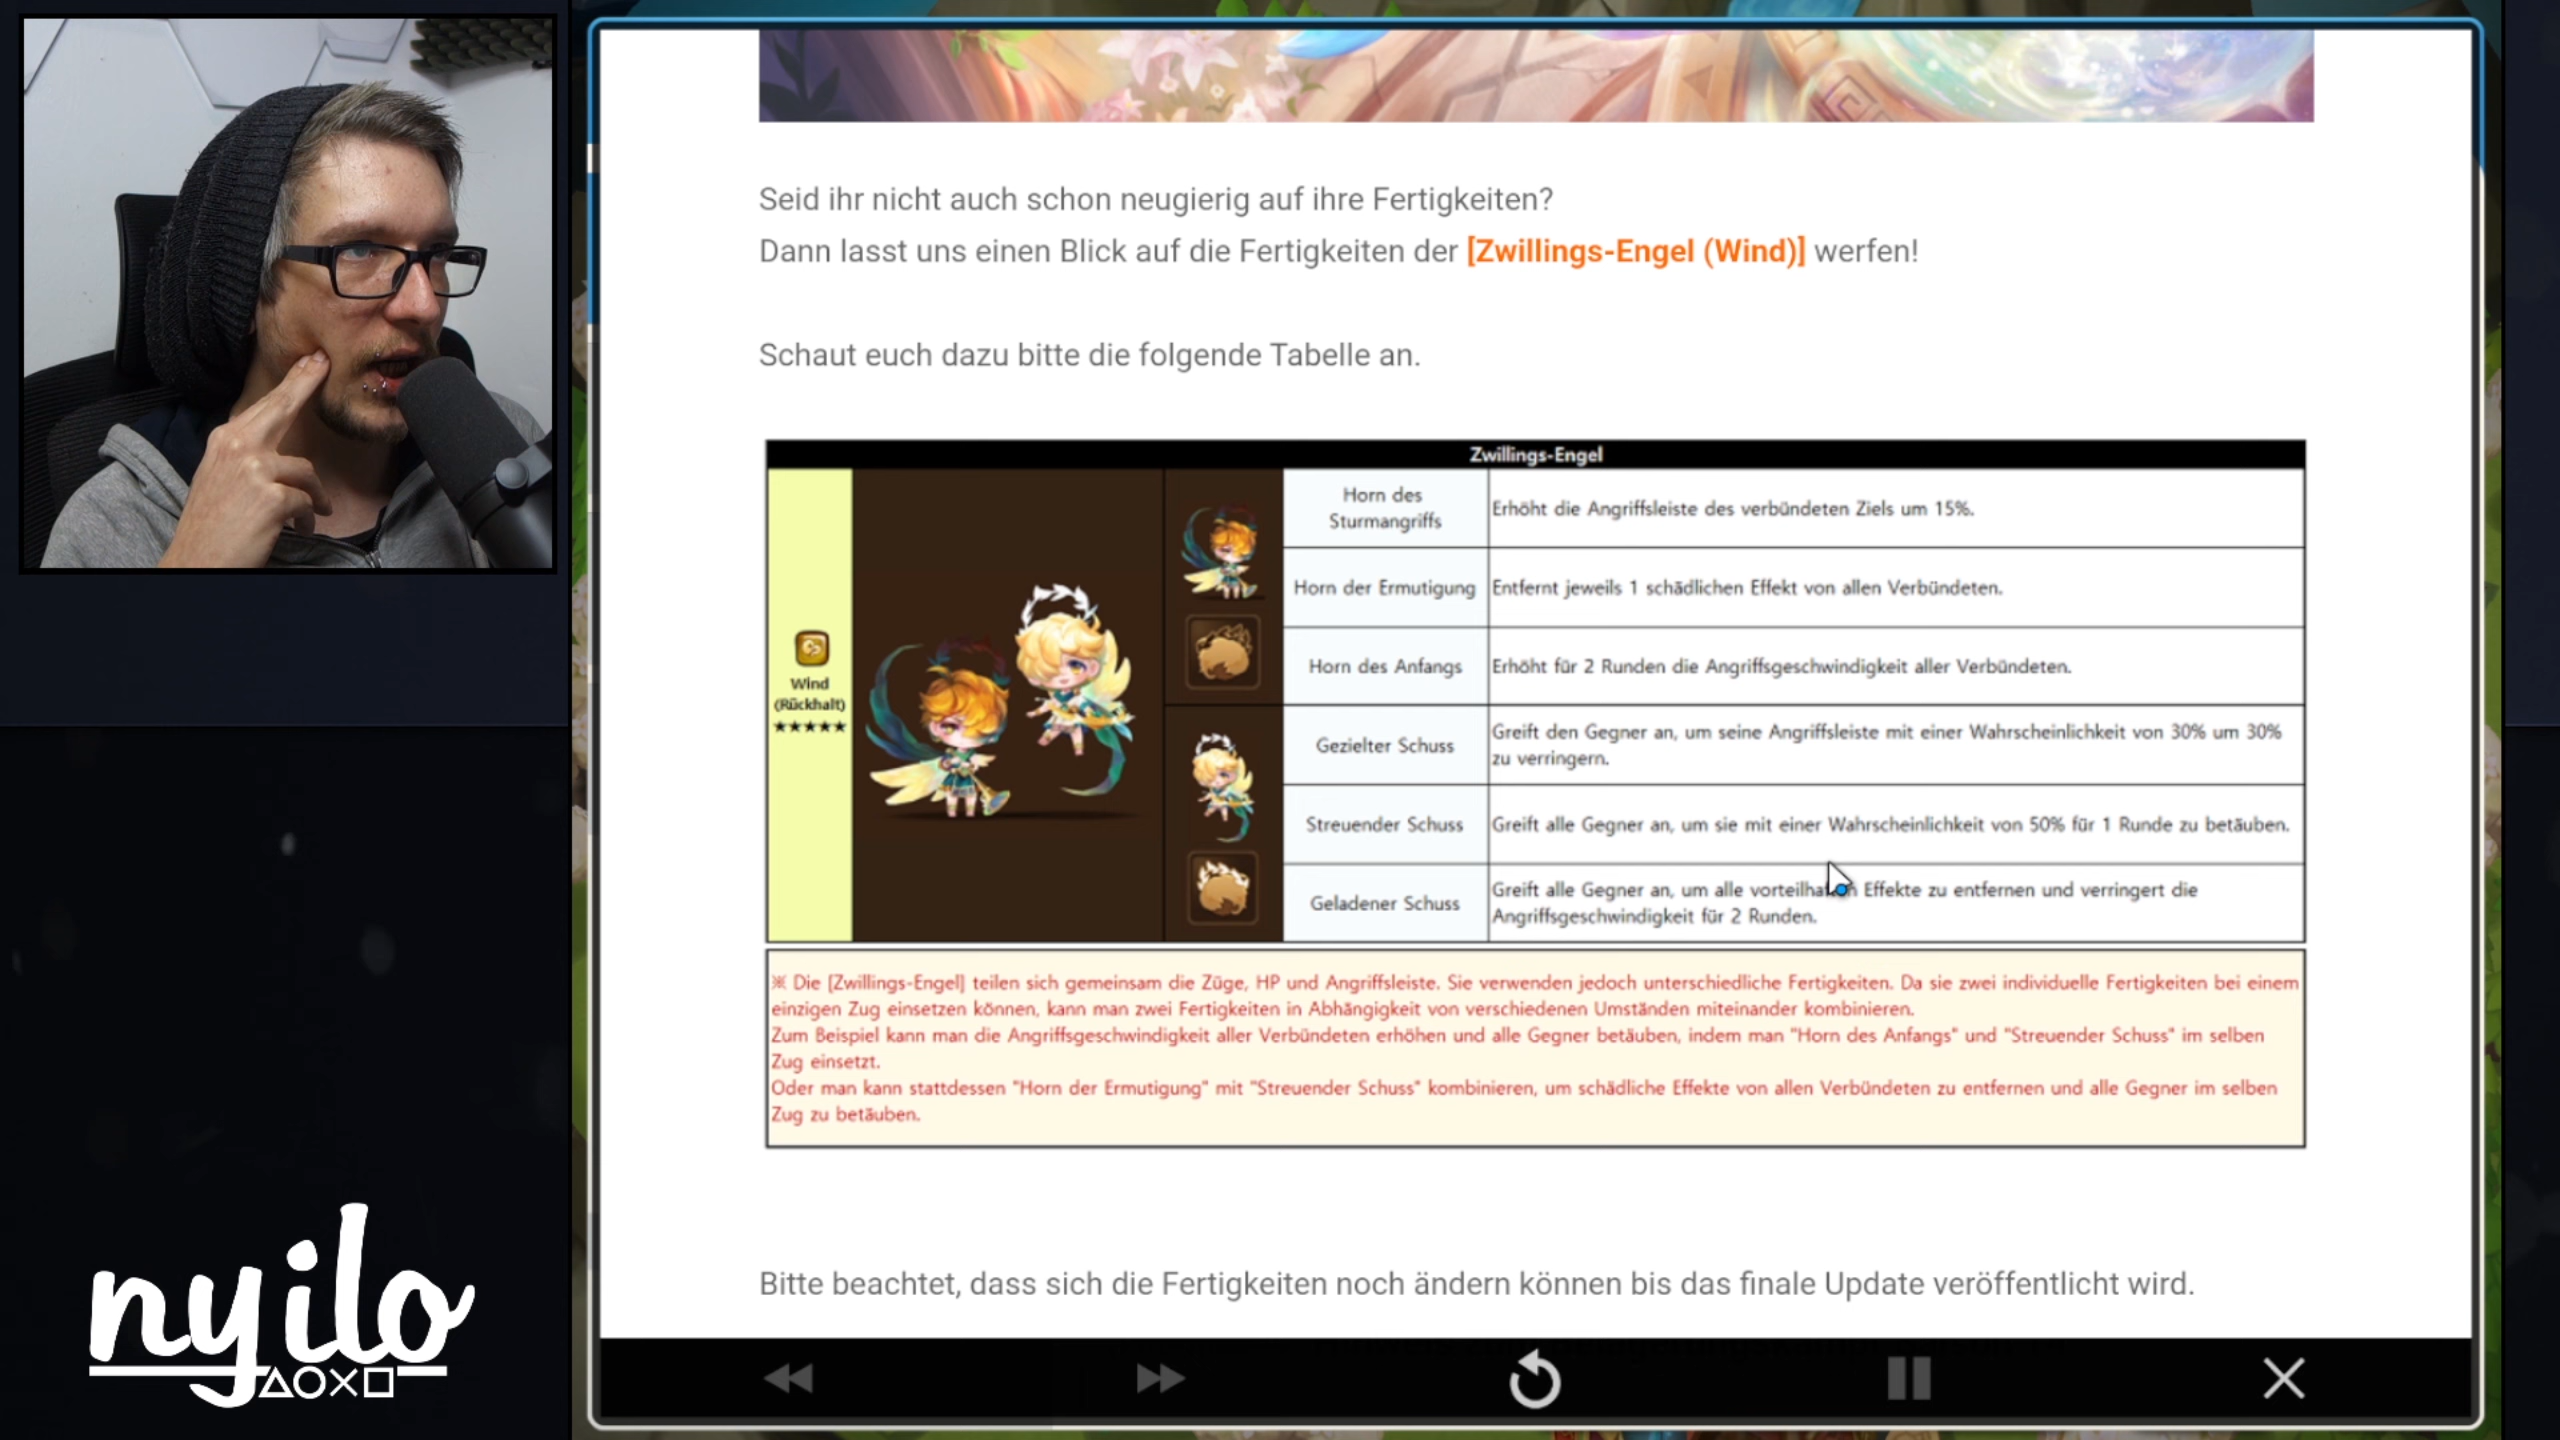 Seid ihr nicht auch schon neugierig auf ihre Fertigkeiten?
Dann lasst uns einen Blick auf die Fertigkeiten der [Zwillings-Engel (Wind)] werfen!
Schaut euch dazu bitte die folgende Tabelle an.
Zwillings-Engel
Wind
(Rückhalt)
★★★★★
Horn des
Sturmangriffs
Erhöht die Angriffsleiste des verbündeten Ziels um 15%.
Horn der Ermutigung
Entfernt jeweils 1 schädlichen Effekt von allen Verbündeten.
Horn des Anfangs
Erhöht für 2 Runden die Angriffsgeschwindigkeit aller Verbündeten.
Gezielter Schuss
Greift den Gegner an, um seine Angriffsleiste mit einer Wahrscheinlichkeit von 30% um 30%
zu verringern.
Streuender Schuss
Greift alle Gegner an, um sie mit einer Wahrscheinlichkeit von 50% für 1 Runde zu betäuben.
Geladener Schuss
Greift alle Gegner an, um alle vorteilhaften Effekte zu entfernen und verringert die
Angriffsgeschwindigkeit für 2 Runden.
※ Die [Zwillings-Engel] teilen sich gemeinsam die Züge, HP und Angriffsleiste. Sie verwenden jedoch unterschiedliche Fertigkeiten. Da sie zwei individuelle Fertigkeiten bei einem
einzigen Zug einsetzen können, kann man zwei Fertigkeiten in Abhängigkeit von verschiedenen Umständen miteinander kombinieren.
Zum Beispiel kann man die Angriffsgeschwindigkeit aller Verbündeten erhöhen und alle Gegner betäuben, indem man "Horn des Anfangs" und "Streuender Schuss" im selben
Zug einsetzt.
Oder man kann stattdessen "Horn der Ermutigung" mit "Streuender Schuss" kombinieren, um schädliche Effekte von allen Verbündeten zu entfernen und alle Gegner im selben
Zug zu betäuben.
Bitte beachtet, dass sich die Fertigkeiten noch ändern können bis das finale Update veröffentlicht wird.
nyilo